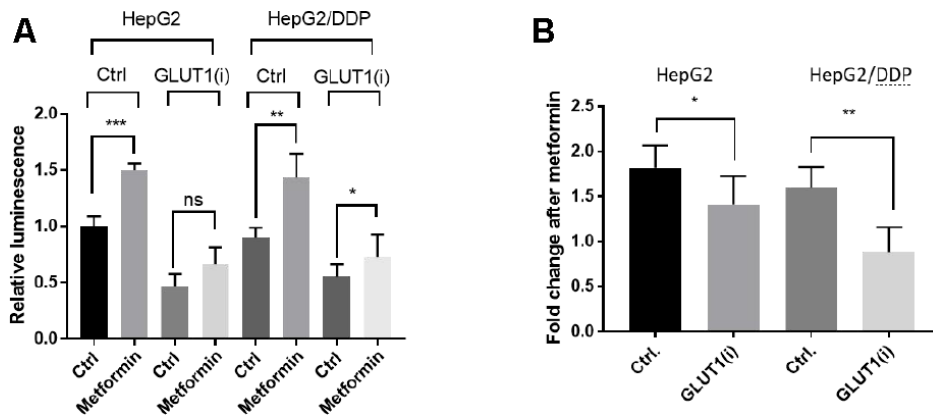 A
HepG2 HepG2/DDP
Ctrl GLUT1(i) Ctrl GLUT1(i)
Relative luminescence
2.0
1.5
1.0
0.5
0.0
*** ns ** *
Ctrl Metformin Ctrl Metformin Ctrl Metformin Ctrl Metformin
B
HepG2 HepG2/DDP
Fold change after metformin
2.5
2.0
1.5
1.0
0.5
0.0
* **
Ctrl. GLUT1(i) Ctrl. GLUT1(i)